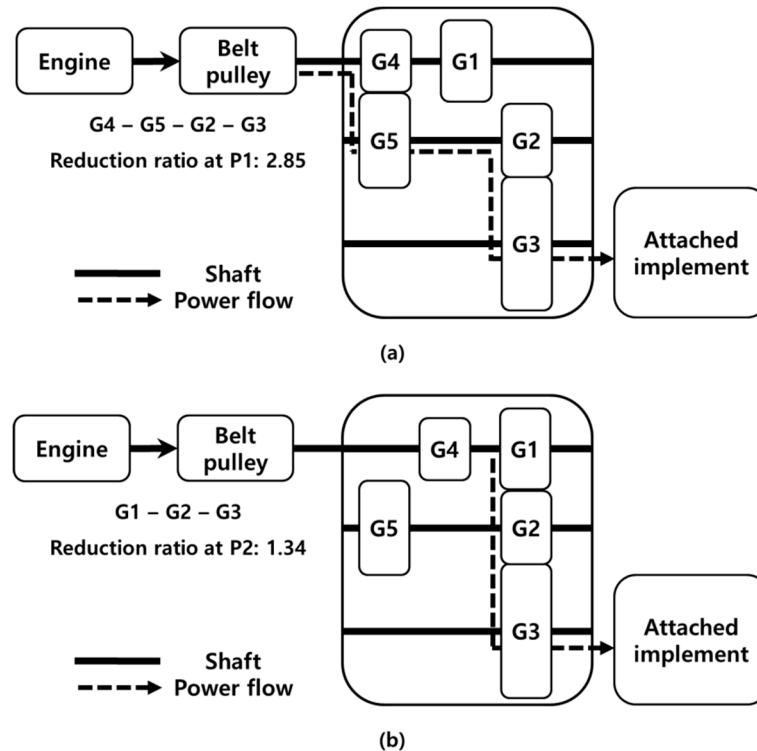 Engine
Belt
pulley
G4
G1
G4 – G5 – G2 – G3
Reduction ratio at P1: 2.85
G5
G2
G3
Attached
implement
Shaft
Power flow
(a)
Engine
Belt
pulley
G4
G1
G1 – G2 – G3
Reduction ratio at P2: 1.34
G5
G2
G3
Attached
implement
Shaft
Power flow
(b)